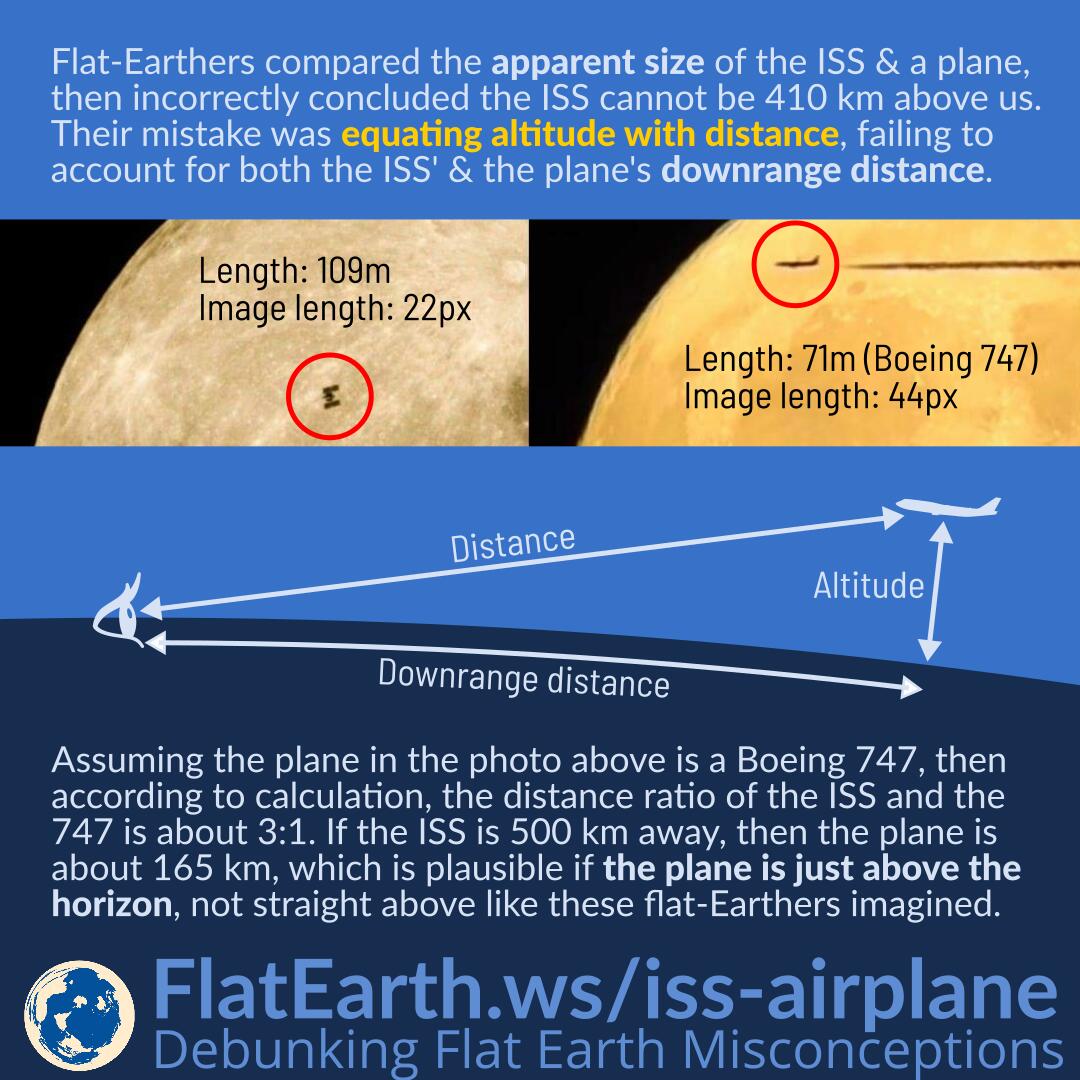 Flat-Earthers compared the apparent size of the ISS & a plane,
then incorrectly concluded the ISS cannot be 410 km above us.
Their mistake was equating altitude with distance, failing to
account for both the ISS' & the plane's downrange distance.
Length: 109m
Image length: 22px
Length: 71m (Boeing 747)
Image length: 44px
Distance
Altitude
Downrange distance
Assuming the plane in the photo above is a Boeing 747, then
according to calculation, the distance ratio of the ISS and the
747 is about 3:1. If the ISS is 500 km away, then the plane is
about 165 km, which is plausible if the plane is just above the
horizon, not straight above like these flat-Earthers imagined.
FlatEarth.ws/iss-airplane
Debunking Flat Earth Misconceptions